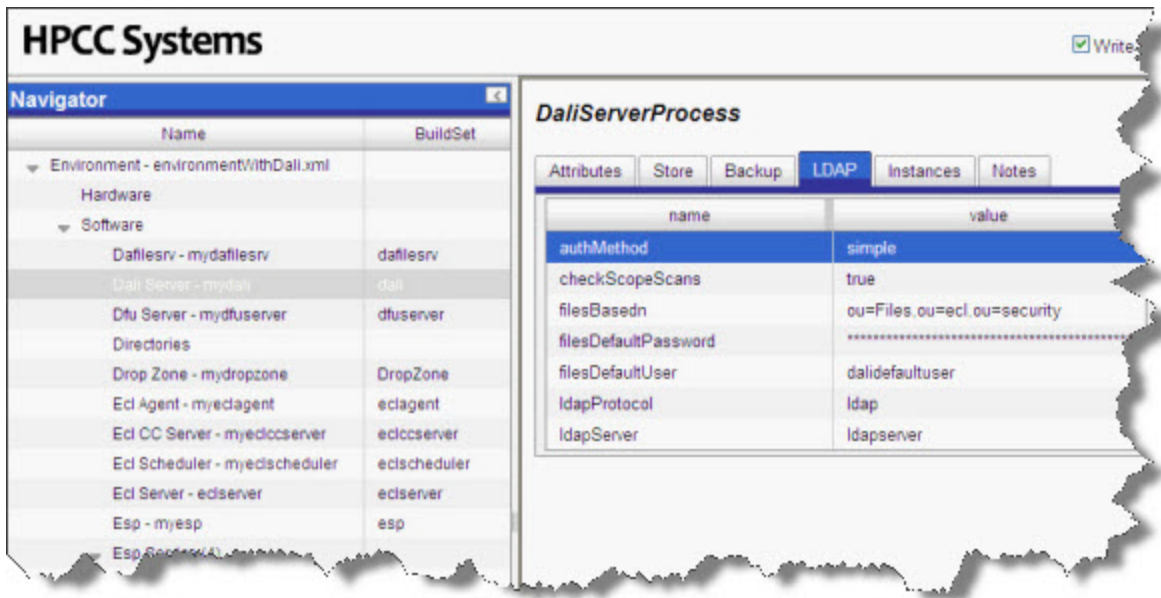 HPCC Systems
Write
Navigator
Name BuildSet
Environment - environmentWithDali.xml
Hardware
Software
Dafilesrv - mydafilesrv dafilesrv
Dali Server - mydali dali
Dfu Server - mydfuserver dfuserver
Directories
Drop Zone - mydropzone DropZone
Ecl Agent - myeclagent eclagent
Ecl CC Server - myeclccserver eclccserver
Ecl Scheduler - myeclscheduler eclscheduler
Ecl Server - eclserver eclserver
Esp - myesp esp
Esp
DaliServerProcess
Attributes Store Backup LDAP Instances Notes
name value
authMethod simple
checkScopeScans true
filesBasedn ou=Files,ou=ecl,ou=security
filesDefaultPassword **********************************************
filesDefaultUser dalidefaultuser
ldapProtocol ldap
ldapServer ldapserver